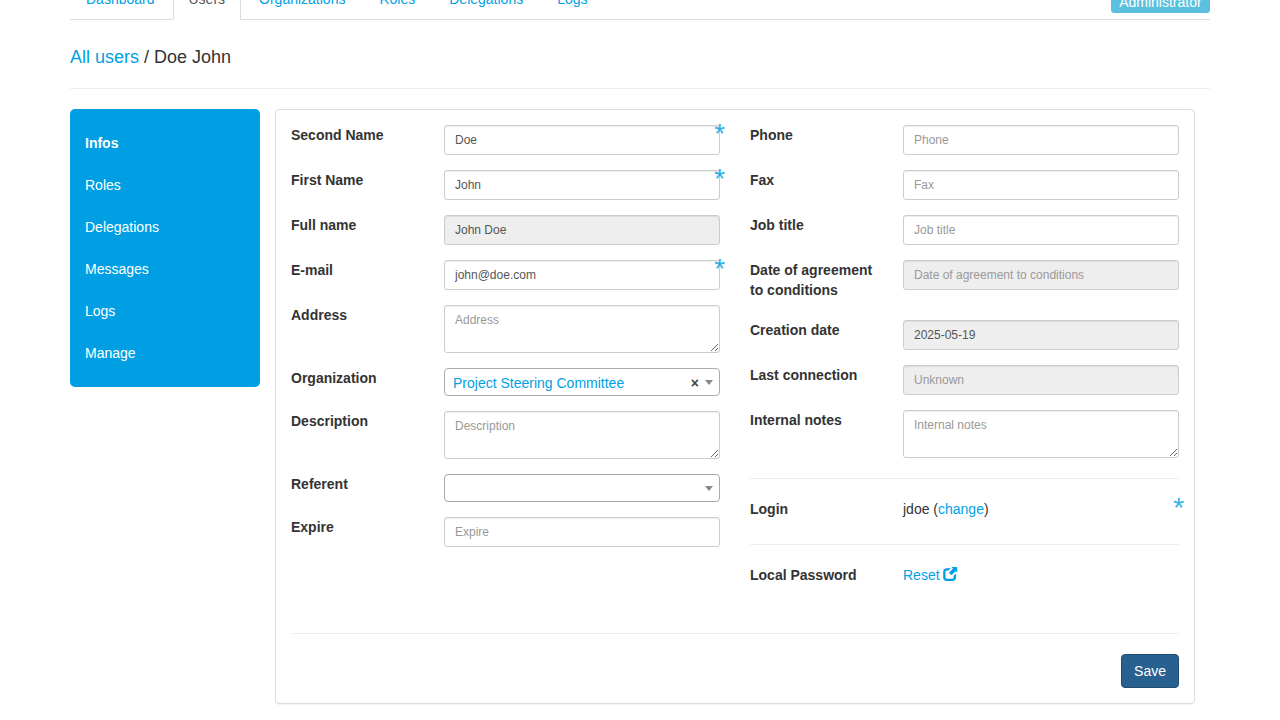 Dashboard Users Organizations Roles Delegations Logs Administrator
All users / Doe John
Infos
Roles
Delegations
Messages
Logs
Manage
Second Name Doe *
First Name John *
Full name John Doe
E-mail john@doe.com *
Address Address
Organization Project Steering Committee ×
Description Description
Referent
Expire Expire
Phone Phone
Fax Fax
Job title Job title
Date of agreement Date of agreement to conditions
to conditions
Creation date 2025-05-19
Last connection Unknown
Internal notes Internal notes
Login jdoe (change) *
Local Password Reset
Save